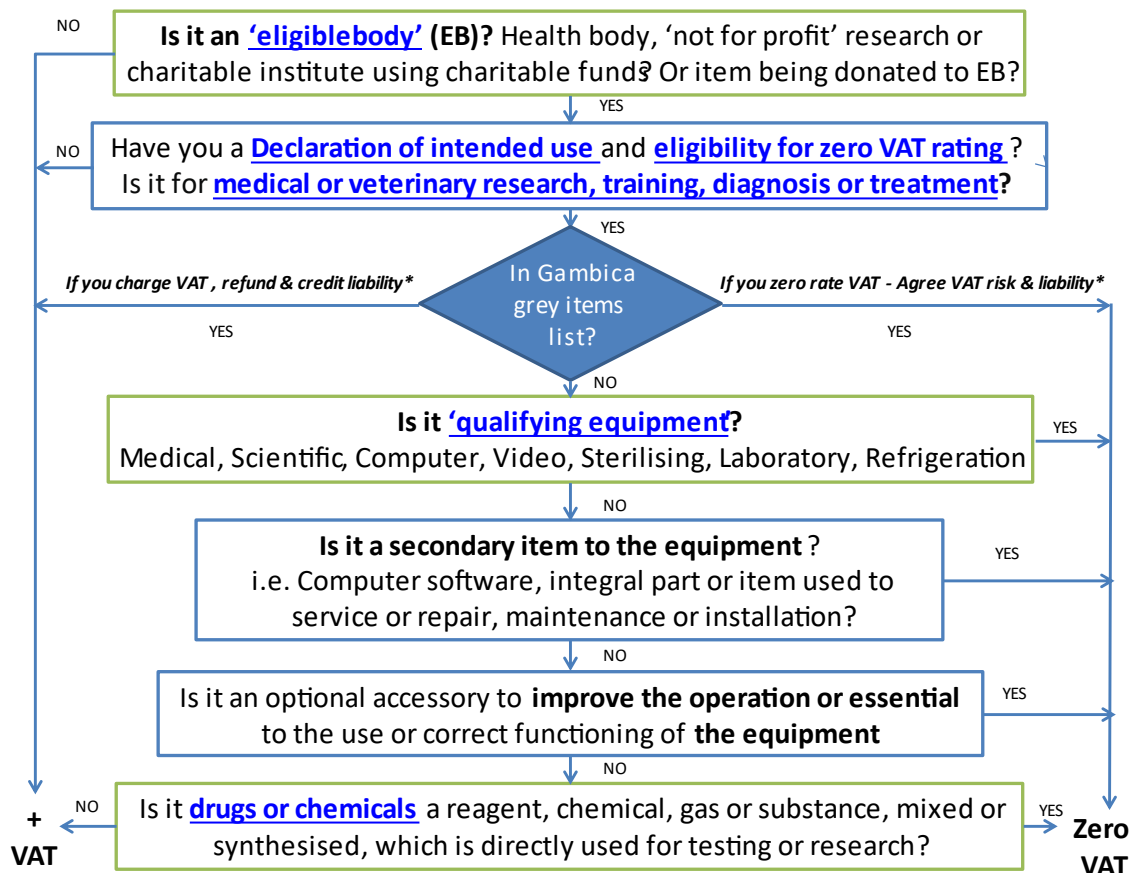 NO
Is it an ‘eligiblebody’ (EB)? Health body, ‘not for profit’ research or
charitable institute using charitable funds? Or item being donated to EB?
YES
NO
Have you a Declaration of intended use and eligibility for zero VAT rating ?
Is it for medical or veterinary research, training, diagnosis or treatment?
YES
If you charge VAT , refund & credit liability*
In Gambica
grey items
list?
If you zero rate VAT - Agree VAT risk & liability*
YES
YES
NO
Is it ‘qualifying equipment’?
Medical, Scientific, Computer, Video, Sterilising, Laboratory, Refrigeration
YES
NO
Is it a secondary item to the equipment ?
i.e. Computer software, integral part or item used to
service or repair, maintenance or installation?
YES
NO
Is it an optional accessory to improve the operation or essential
to the use or correct functioning of the equipment
YES
NO
+
VAT
NO
Is it drugs or chemicals a reagent, chemical, gas or substance, mixed or
synthesised, which is directly used for testing or research?
YES
Zero
VAT